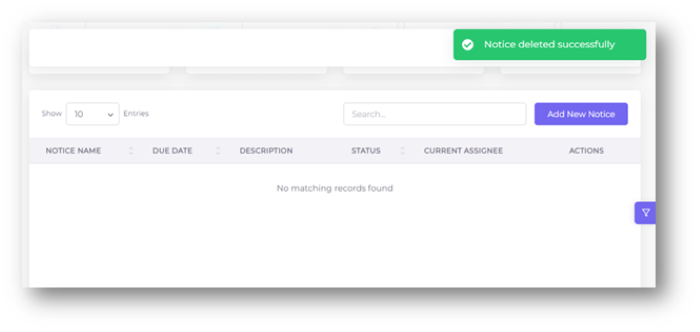 Notice deleted successfully
Show 10 Entries Search... Add New Notice
NOTICE NAME DUE DATE DESCRIPTION STATUS CURRENT ASSIGNEE ACTIONS
No matching records found